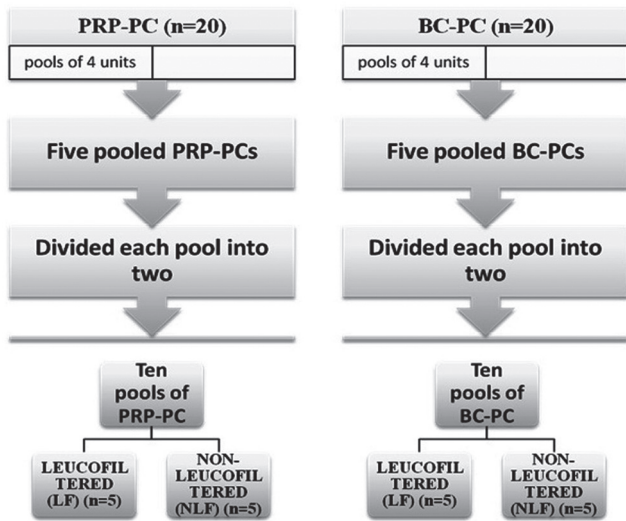 PRP-PC (n=20)
pools of 4 units
Five pooled PRP-PCs
Divided each pool into
two
Ten
pools of
PRP-PC
LEUCOFIL
TERED
(LF) (n=5)
NON-
LEUCOFIL
TERED
(NLF) (n=5)
BC-PC (n=20)
pools of 4 units
Five pooled BC-PCs
Divided each pool into
two
Ten
pools of
BC-PC
LEUCOFIL
TERED
(LF) (n=5)
NON-
LEUCOFIL
TERED
(NLF) (n=5)